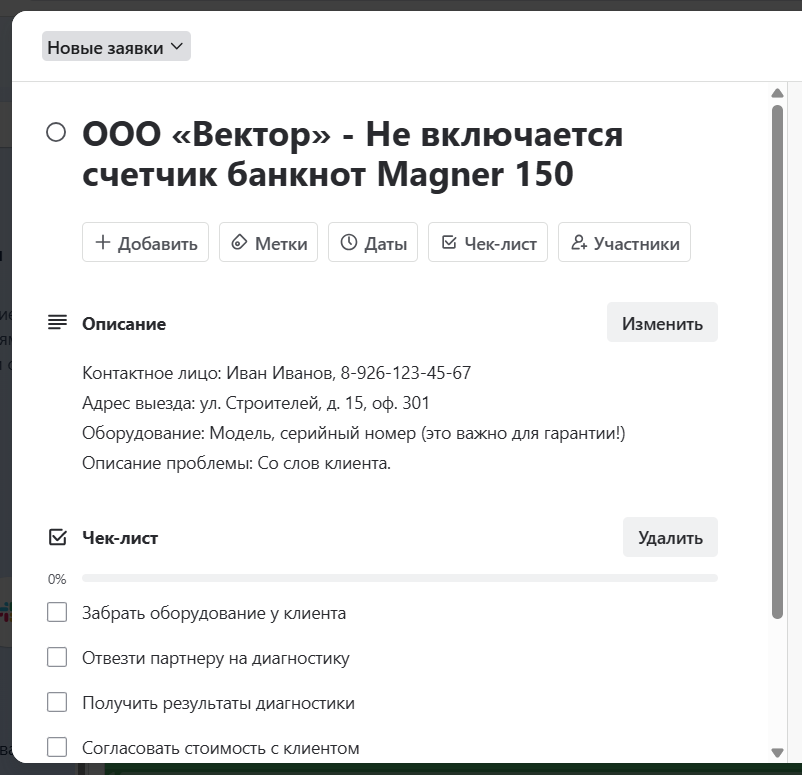 Новые заявки
ООО «Вектор» - Не включается
счетчик банкнот Magner 150
Добавить
Метки
Даты
Чек-лист
Участники
Описание
Изменить
Контактное лицо: Иван Иванов, 8-926-123-45-67
Адрес выезда: ул. Строителей, д. 15, оф. 301
Оборудование: Модель, серийный номер (это важно для гарантии!)
Описание проблемы: Со слов клиента.
Чек-лист
Удалить
0%
Забрать оборудование у клиента
Отвезти партнеру на диагностику
Получить результаты диагностики
Согласовать стоимость с клиентом